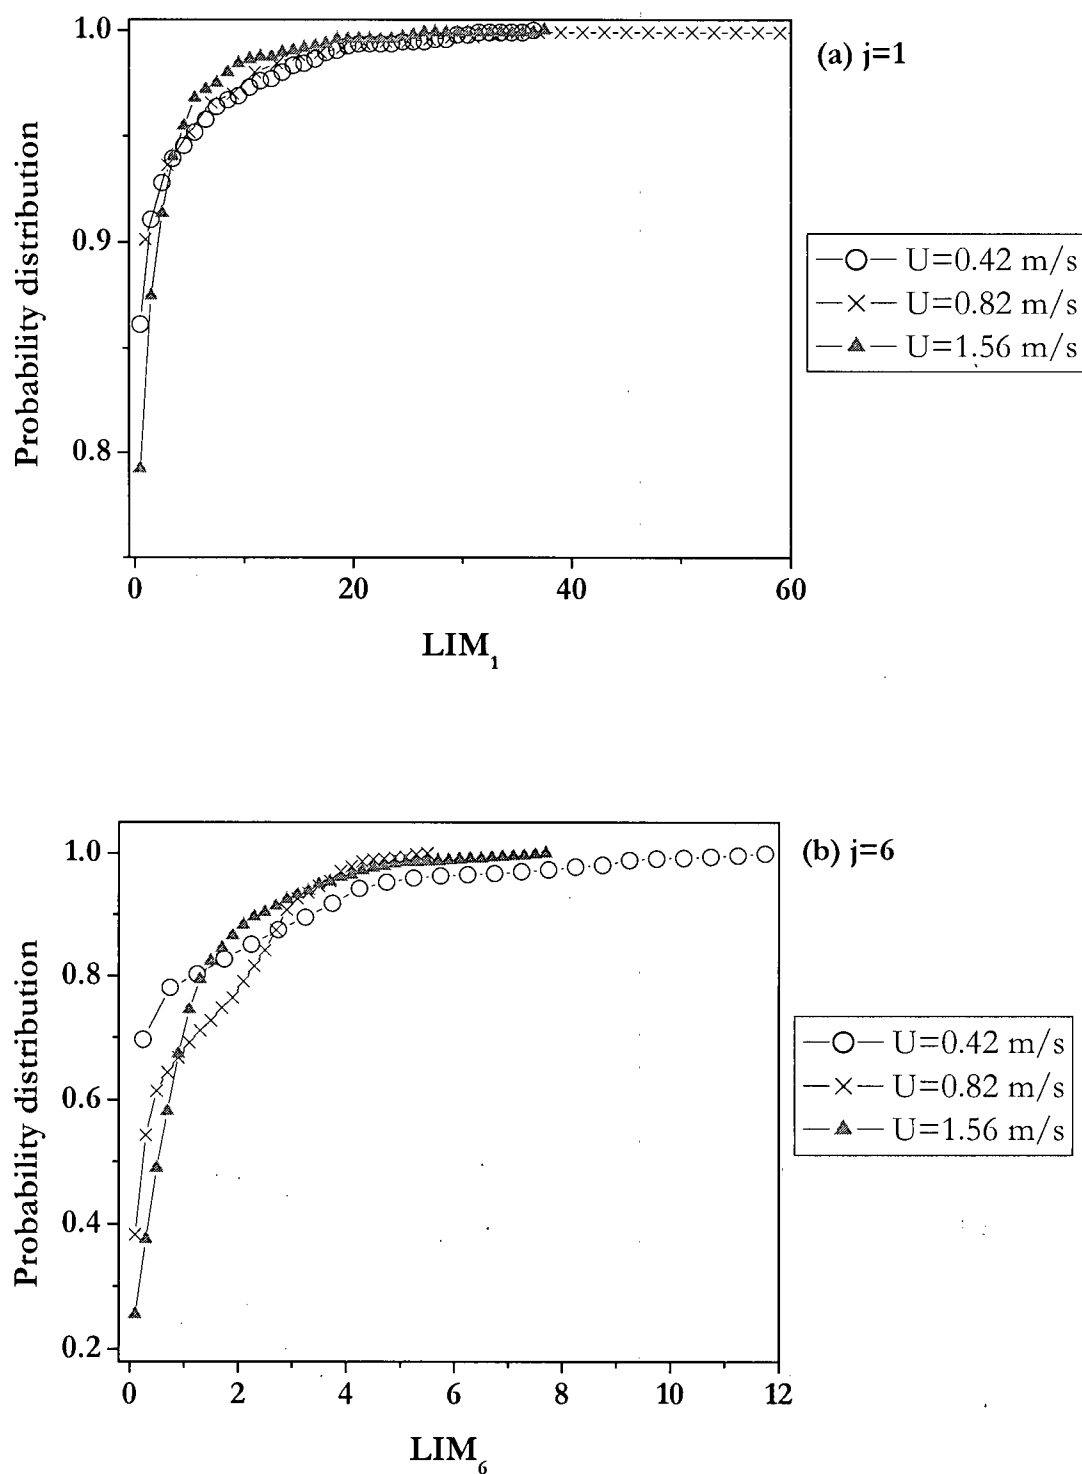 1.0
0.9
0.8
Probability distribution
0
20
40
60
LIM₁
(a) j=1
U=0.42 m/s
U=0.82 m/s
U=1.56 m/s
1.0
0.8
0.6
0.4
0.2
Probability distribution
0
2
4
6
8
10
12
LIM₆
(b) j=6
U=0.42 m/s
U=0.82 m/s
U=1.56 m/s